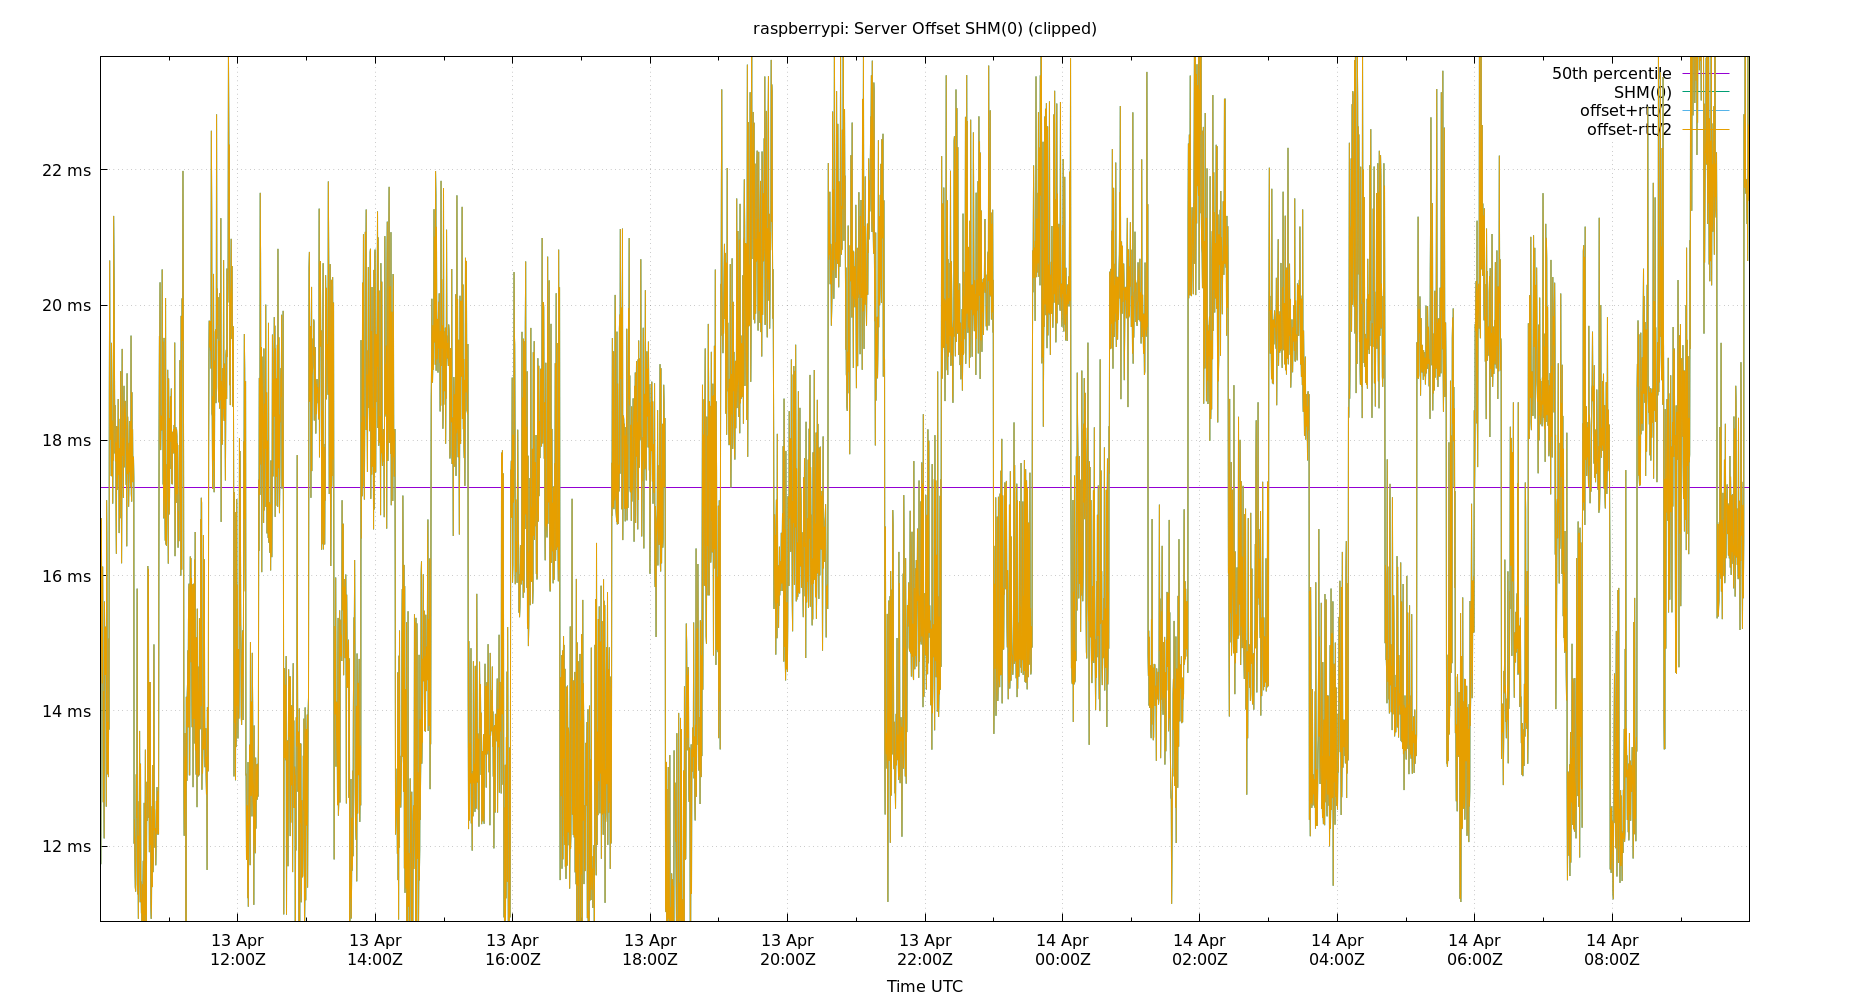 raspberrypi: Server Offset SHM(0) (clipped)
50th percentile
SHM(0)
offset+rtt/2
offset-rtt/2
22 ms
20 ms
18 ms
16 ms
14 ms
12 ms
13 Apr 13 Apr 13 Apr 13 Apr 13 Apr 13 Apr 14 Apr 14 Apr 14 Apr 14 Apr 14 Apr
12:00Z 14:00Z 16:00Z 18:00Z 20:00Z 22:00Z 00:00Z 02:00Z 04:00Z 06:00Z 08:00Z
Time UTC